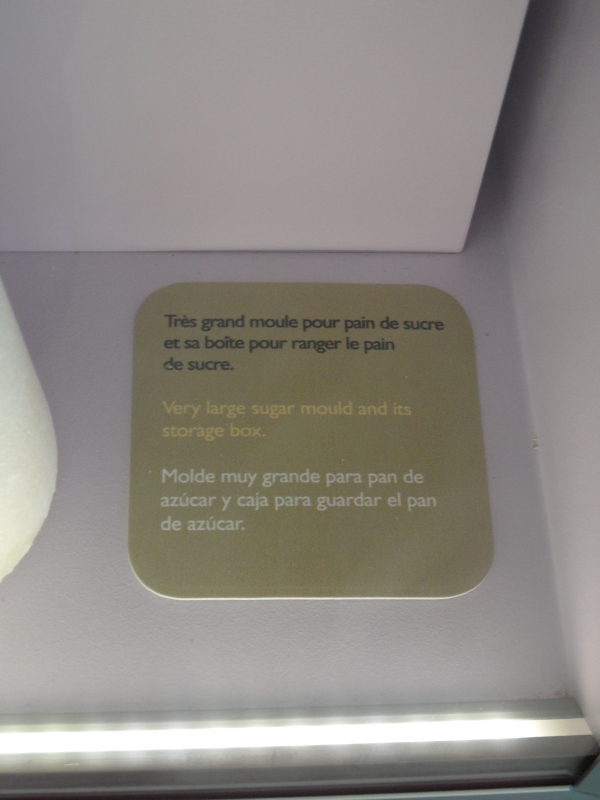 Très grand moule pour pain de sucre
et sa boîte pour ranger le pain
de sucre.
Very large sugar mould and its
storage box.
Molde muy grande para pan de
azúcar y caja para guardar el pan
de azúcar.